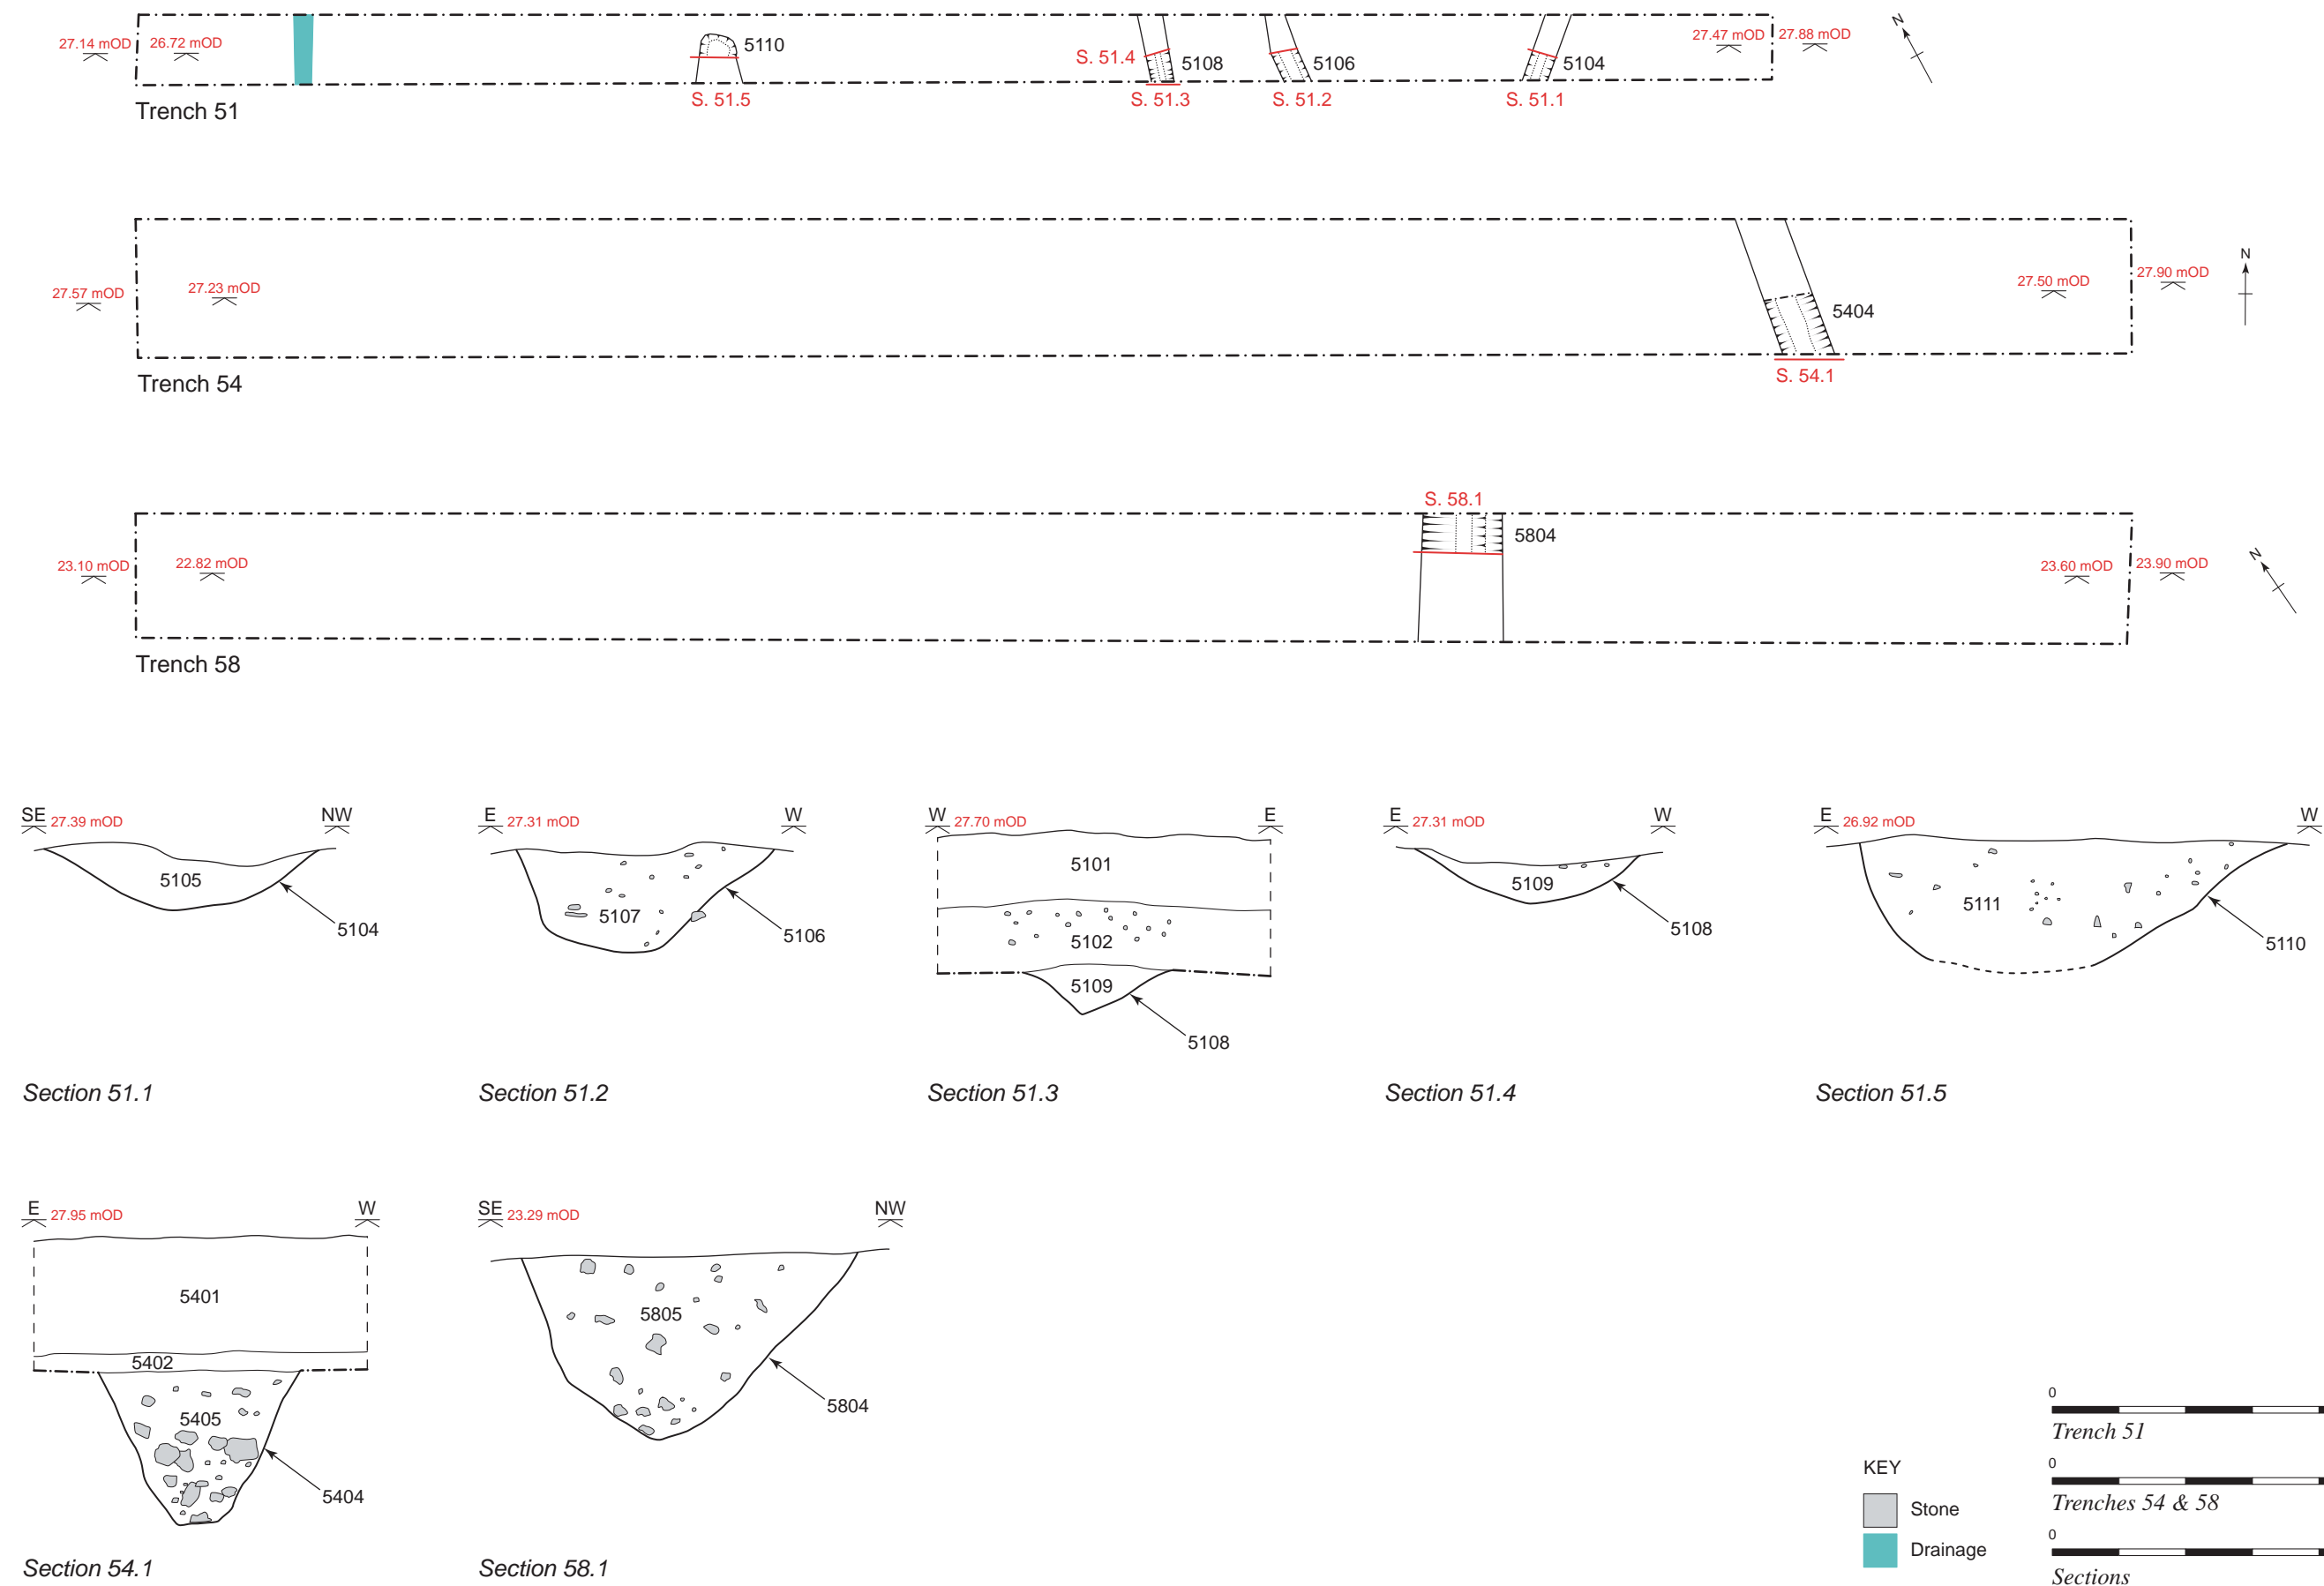 27.14 mOD 26.72 mOD 5110 S. 51.4 5108 5106 5104 27.47 mOD 27.88 mOD N
S. 51.5 S. 51.3 S. 51.2 S. 51.1
Trench 51
27.57 mOD 27.23 mOD 5404 27.50 mOD 27.90 mOD N
S. 54.1
Trench 54
S. 58.1
23.10 mOD 22.82 mOD 5804 23.60 mOD 23.90 mOD N
Trench 58
SE 27.39 mOD NW
5105
5104
Section 51.1
E 27.31 mOD W
5107
5106
Section 51.2
W 27.70 mOD E
5101
5102
5109
5108
Section 51.3
E 27.31 mOD W
5109
5108
Section 51.4
E 26.92 mOD W
5111
5110
Section 51.5
E 27.95 mOD W
5401
5402
5405
5404
Section 54.1
SE 23.29 mOD NW
5805
5804
Section 58.1
KEY
Stone
Drainage
0
Trench 51
0
Trenches 54 & 58
0
Sections